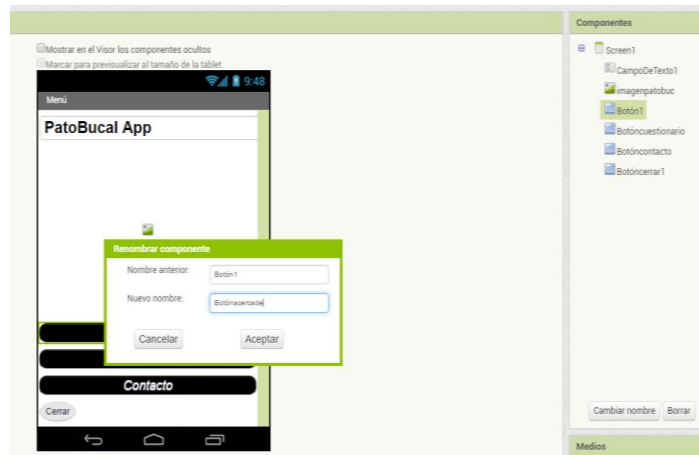 Componentes
Mostrar en el Visor los componentes ocultos
Marcar para previsualizar al tamaño de la tablet
9:48
Menú
PatoBucal App
Renombrar componente
Nombre anterior:
Botón1
Nuevo nombre:
Botónacercade
Cancelar
Aceptar
Contacto
Cerrar
Screen1
CampoDeTexto1
imagenpatobuc
Botón1
Botóncuestionario
Botóncontacto
Botóncerrar1
Cambiar nombre
Borrar
Medios